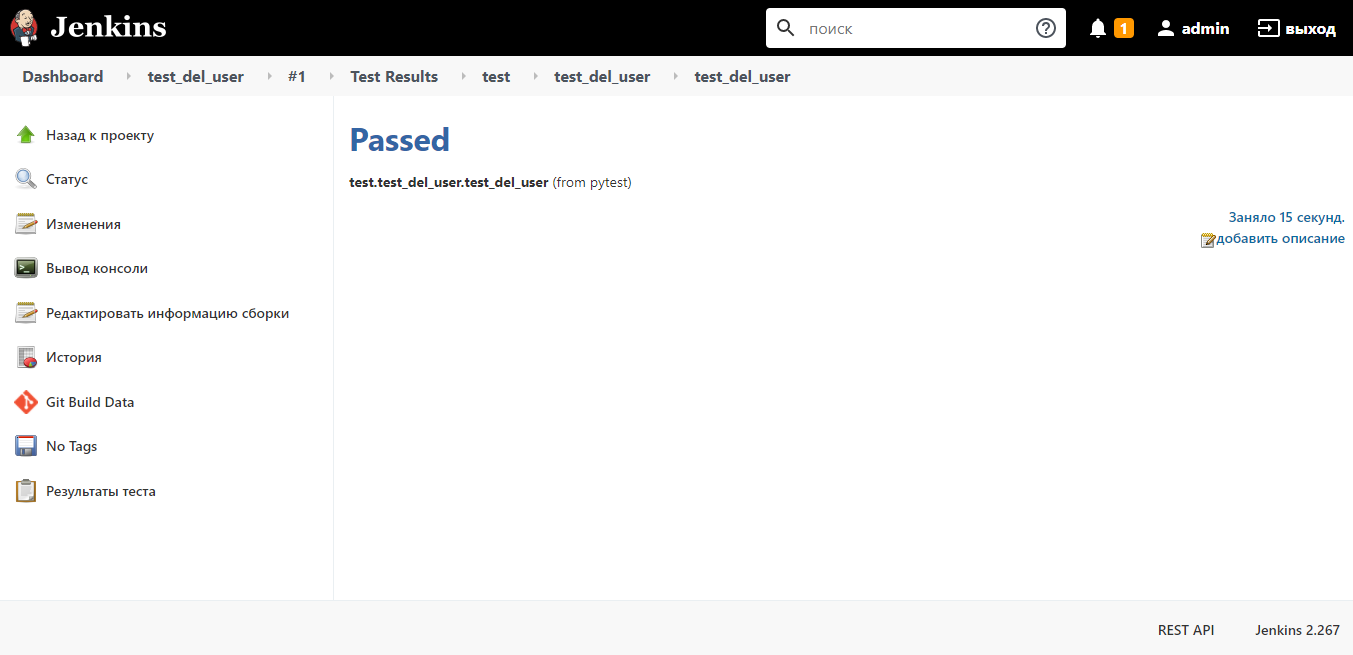 Jenkins поиск 1 admin выход
Dashboard test_del_user #1 Test Results test test_del_user test_del_user
Назад к проекту
Статус
Изменения
Вывод консоли
Редактировать информацию сборки
История
Git Build Data
No Tags
Результаты теста
Passed
test.test_del_user.test_del_user (from pytest)
Заняло 15 секунд.
добавить описание
REST API Jenkins 2.267